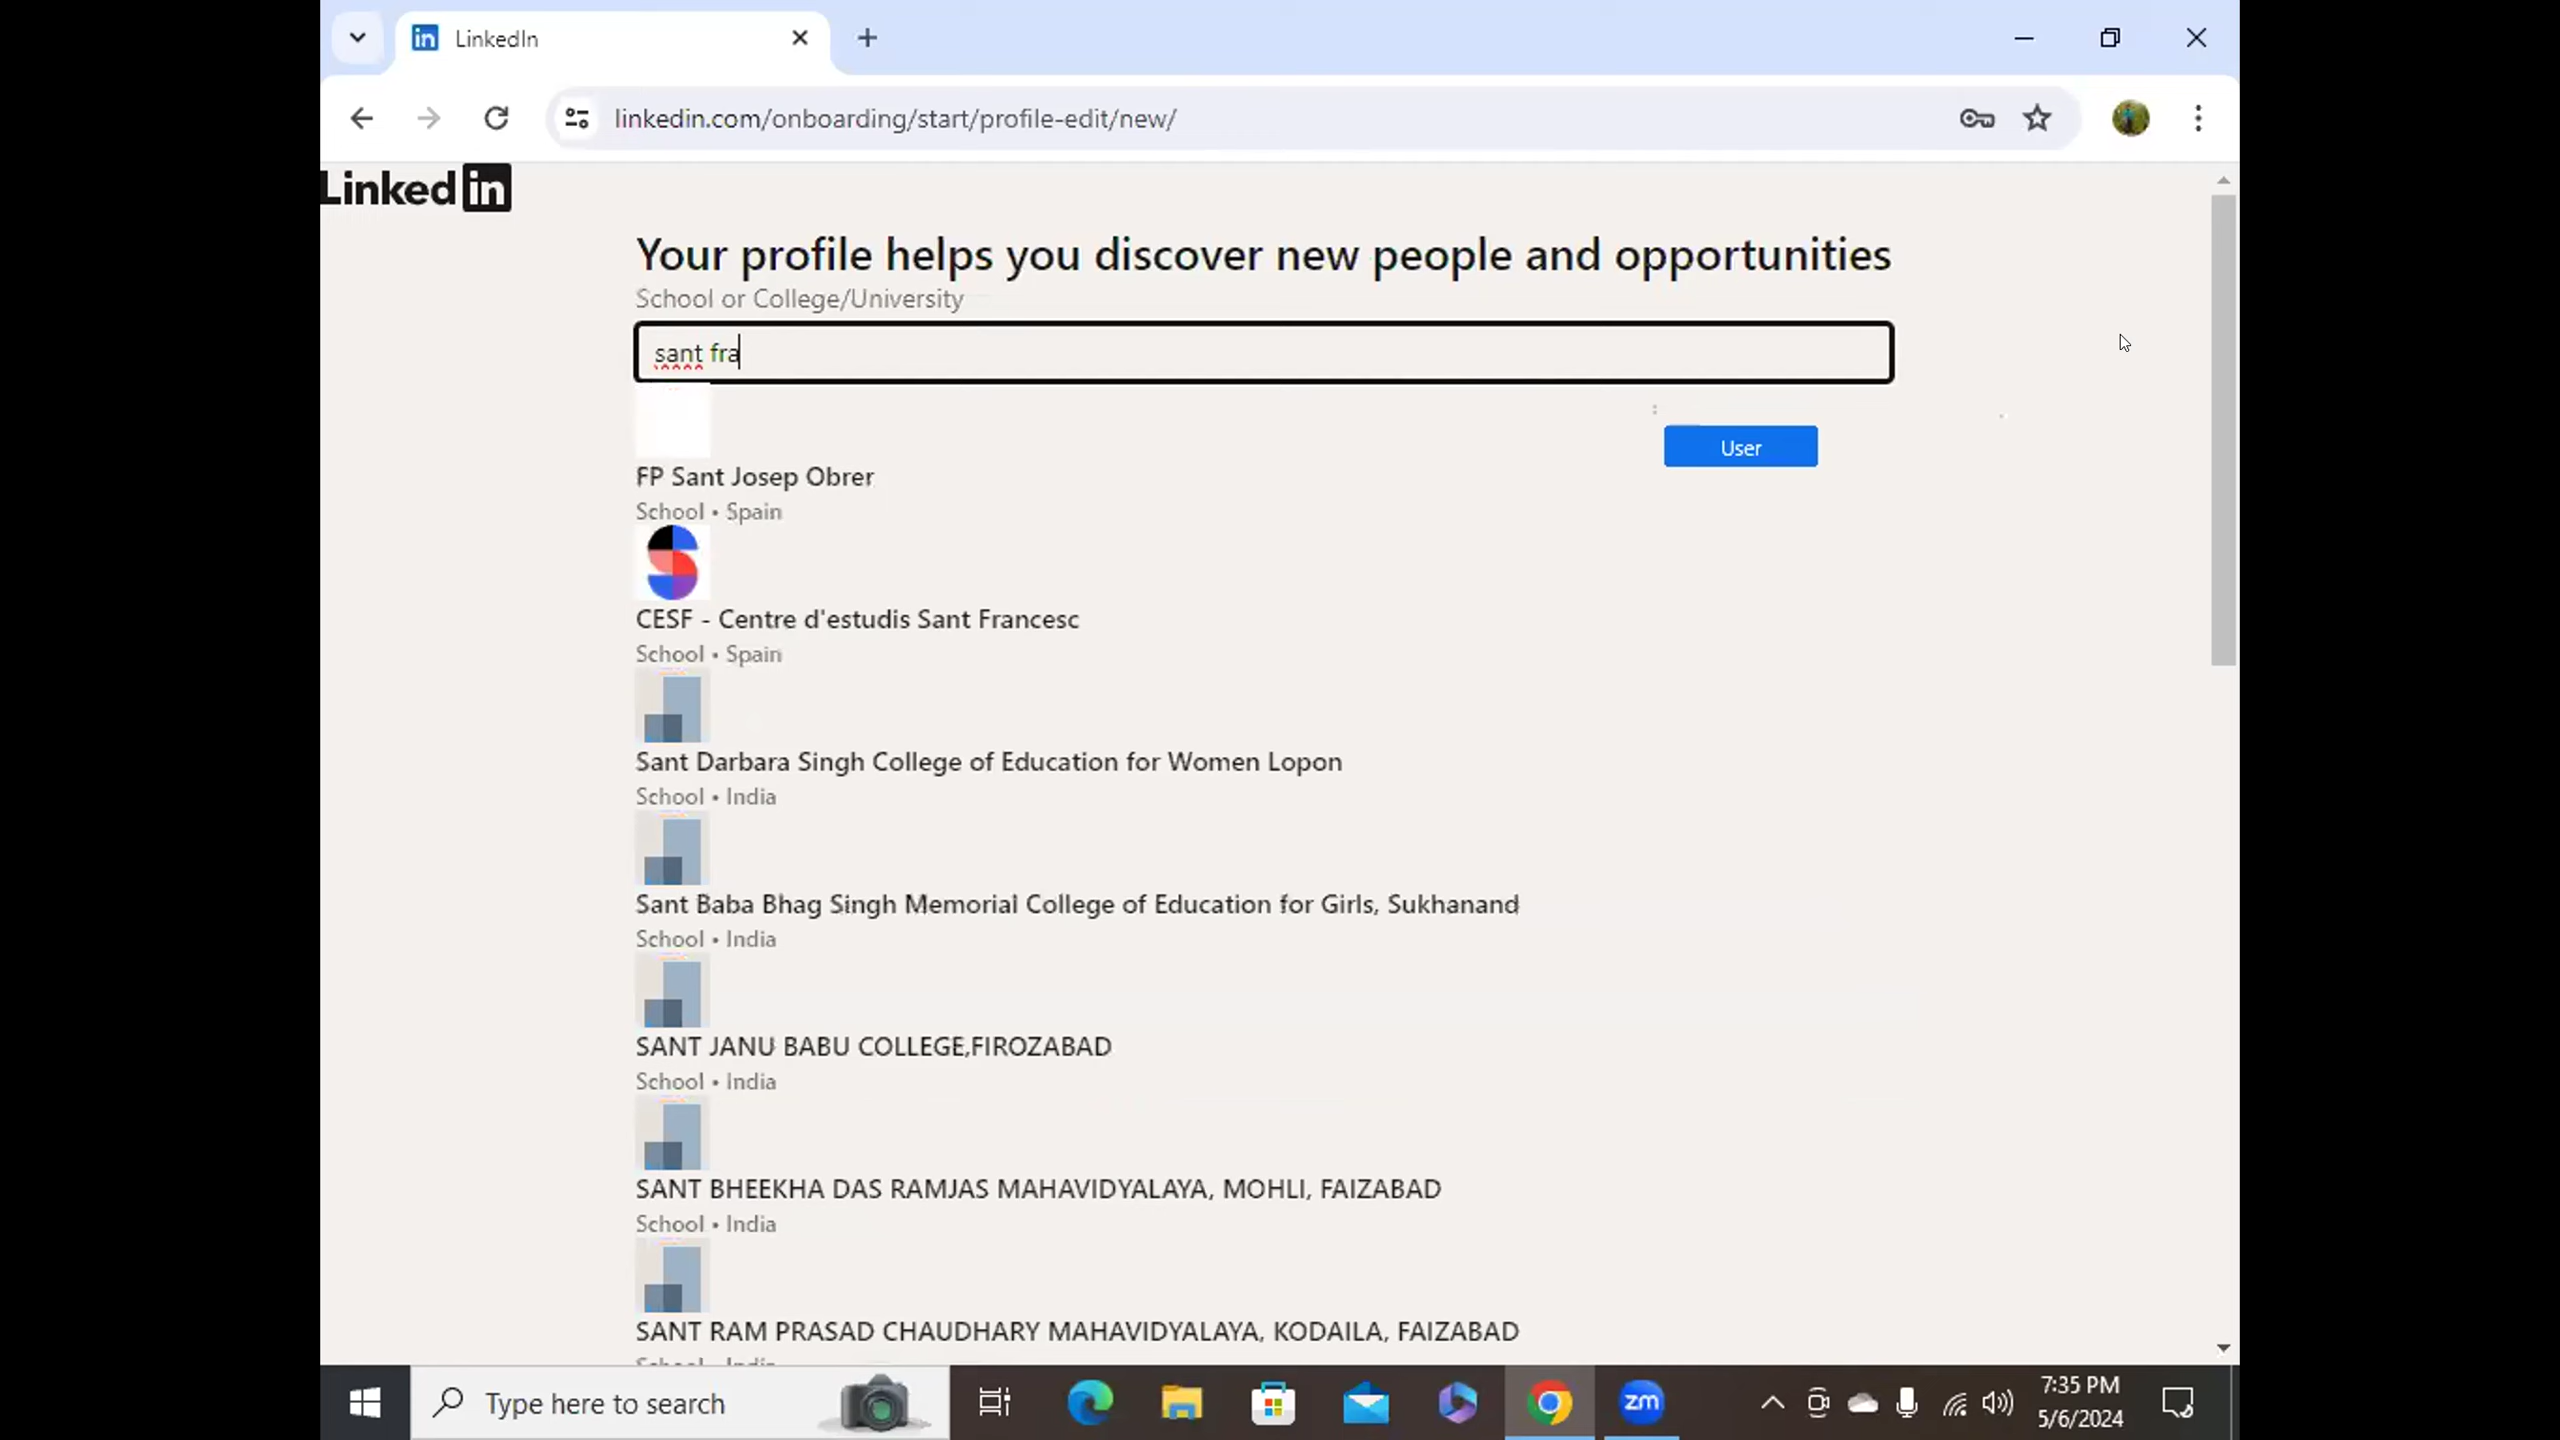 LinkedIn
linkedin.com/onboarding/start/profile-edit/new/
Linked in
Your profile helps you discover new people and opportunities
School or College/University
sant fra
User
FP Sant Josep Obrer
School • Spain
CESF - Centre d'estudis Sant Francesc
School • Spain
Sant Darbara Singh College of Education for Women Lopon
School • India
Sant Baba Bhag Singh Memorial College of Education for Girls, Sukhanand
School • India
SANT JANU BABU COLLEGE,FIROZABAD
School • India
SANT BHEEKHA DAS RAMJAS MAHAVIDYALAYA, MOHLI, FAIZABAD
School • India
SANT RAM PRASAD CHAUDHARY MAHAVIDYALAYA, KODAILA, FAIZABAD
School • India
Type here to search
zm
7:35 PM
5/6/2024